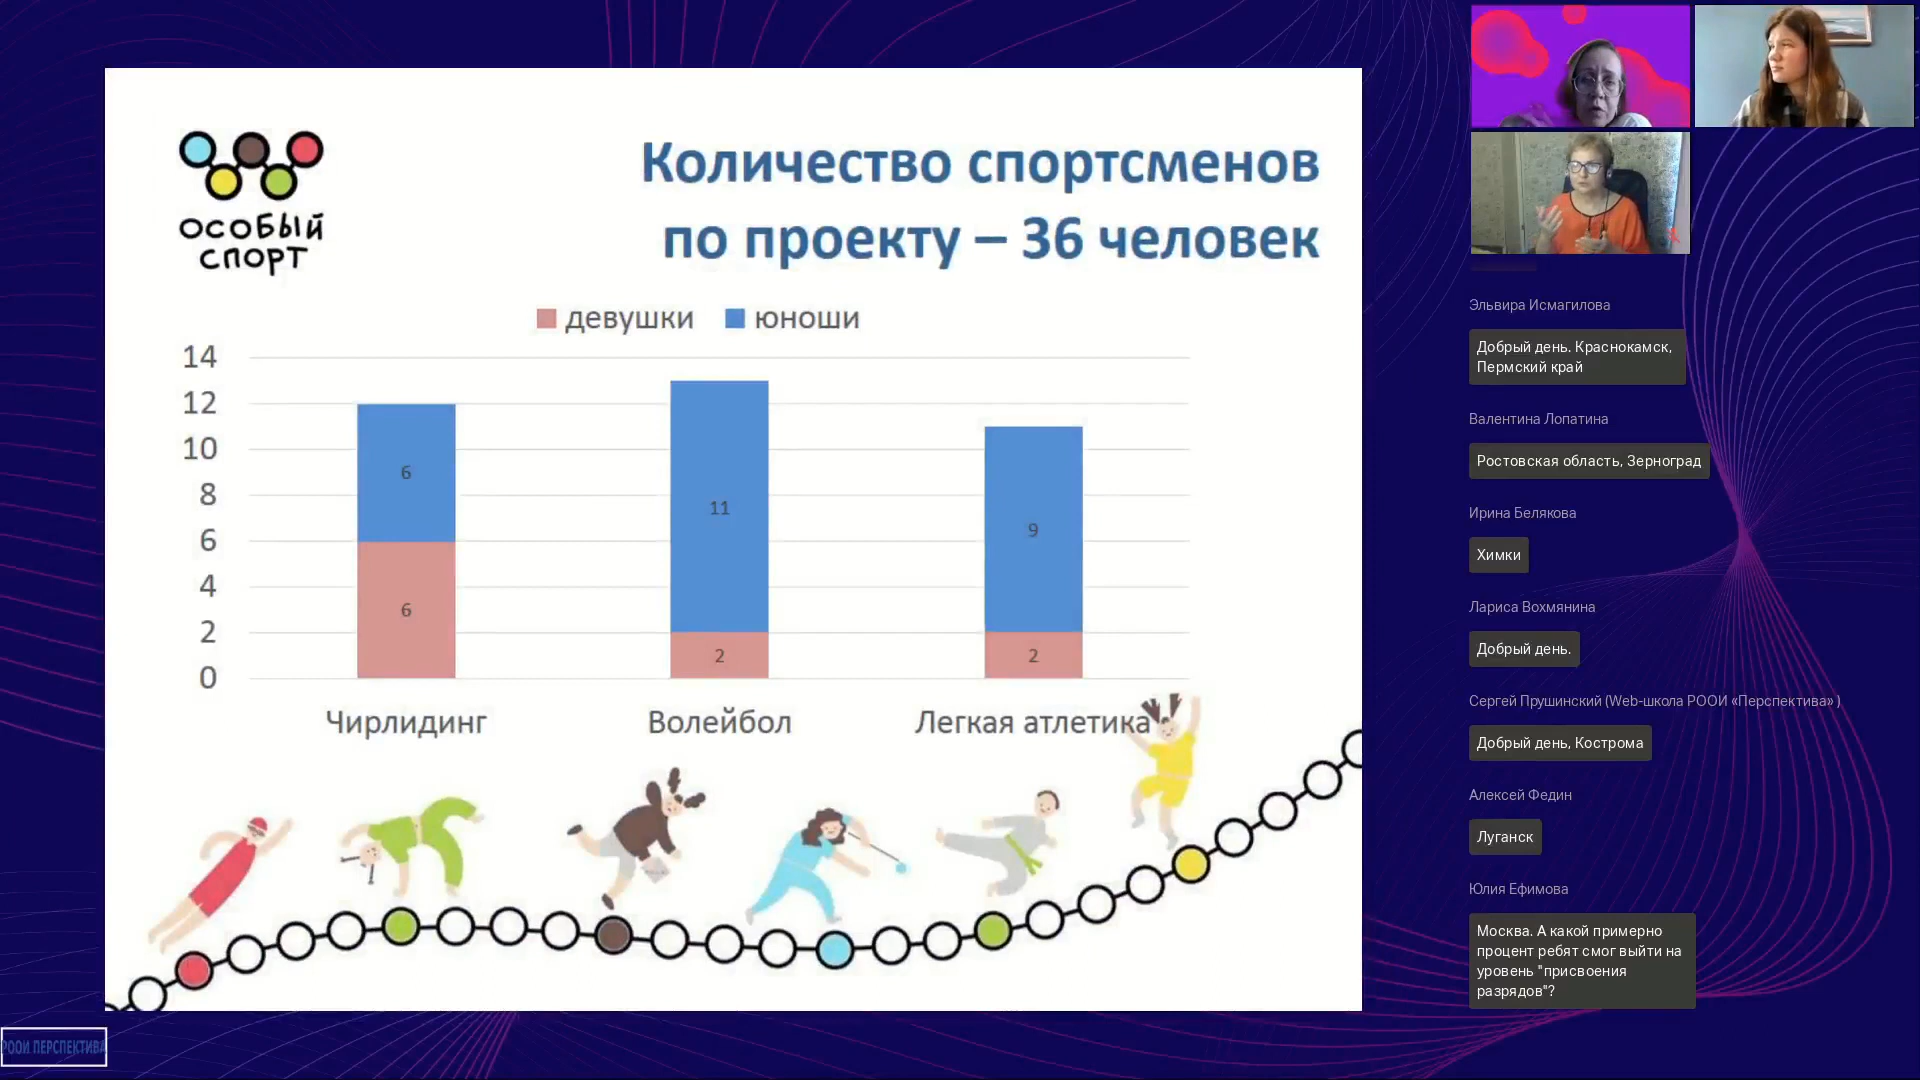 ОСОБЫЙ
СПОРТ
Количество спортсменов
по проекту – 36 человек
девушки юноши
14
12
10
8
6
4
2
0
6
6
11
2
9
2
Чирлидинг Волейбол Легкая атлетика
Эльвира Исмагилова
Добрый день. Краснокамск,
Пермский край
Валентина Лопатина
Ростовская область, Зерноград
Ирина Белякова
Химки
Лариса Вохмянина
Добрый день.
Сергей Прушинский (Web-школа РООИ «Перспектива» )
Добрый день, Кострома
Алексей Федин
Луганск
Юлия Ефимова
Москва. А какой примерно
процент ребят смог выйти на
уровень "присвоения
разрядов"?
РООИ ПЕРСПЕКТИВА